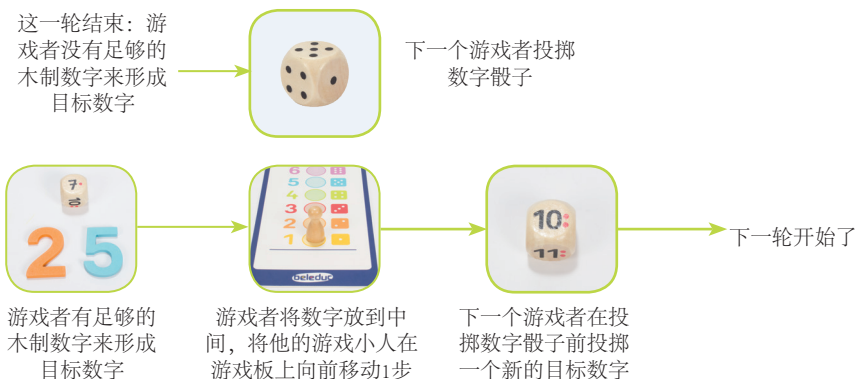 这一轮结束：游
戏者没有足够的
木制数字来形成
目标数字
下一个游戏者投掷
数字骰子
7
10
2 5
6
5
4
3
2
1
beleduc
10
11
下一轮开始了
游戏者有足够的
木制数字来形成
目标数字
游戏者将数字放到中
间，将他的游戏小人在
游戏板上向前移动1步
下一个游戏者在投
掷数字骰子前投掷
一个新的目标数字